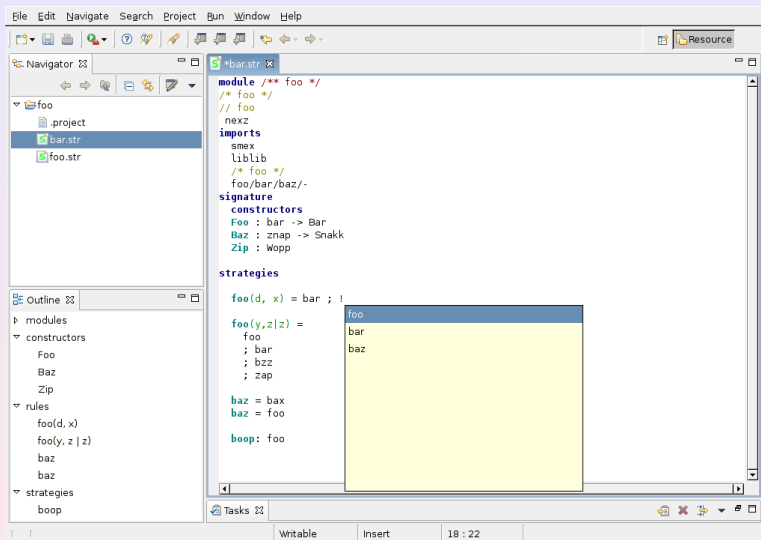 File Edit Navigate Search Project Run Window Help
Resource
Navigator
foo
.project
bar.str
foo.str
*bar.str
module /** foo */
/* foo */
// foo
nexz
imports
smex
liblib
/* foo */
foo/bar/baz/-
signature
constructors
Foo : bar -> Bar
Baz : znap -> Snakk
Zip : Wopp
strategies
foo(d, x) = bar ; !
foo(y,z|z) =
foo
; bar
; bzz
; zap
baz = bax
baz = foo
boop: foo
foo
bar
baz
Outline
modules
constructors
Foo
Baz
Zip
rules
foo(d, x)
foo(y, z | z)
baz
baz
strategies
boop
Tasks
Writable Insert 18 : 22